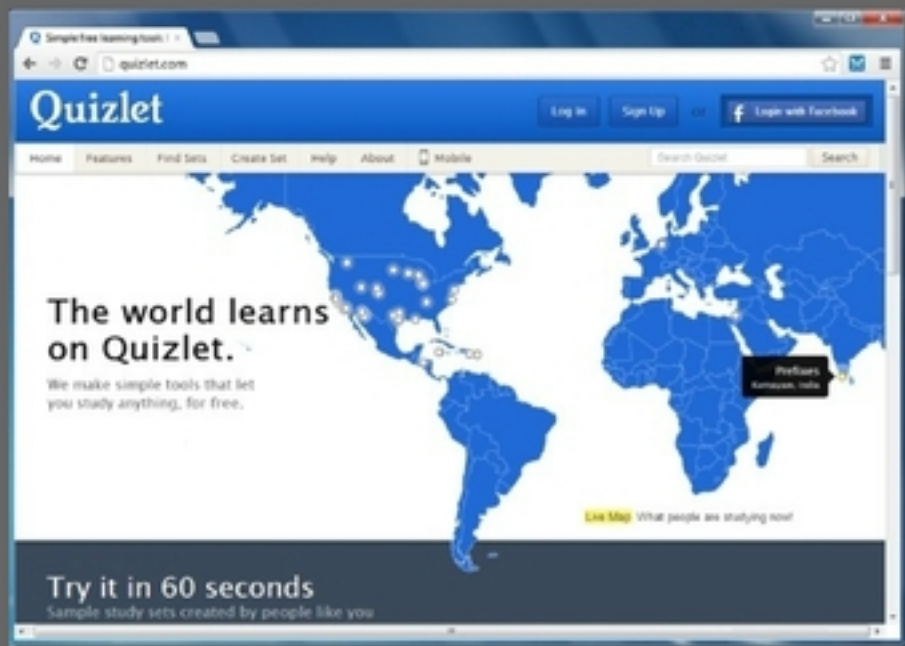 Simple free learning tools
quizlet.com
Quizlet
Log In
Sign Up
or
Login with Facebook
Home
Features
Find Sets
Create Set
Help
About
Mobile
Search Quizlet
Search
The world learns
on Quizlet.
We make simple tools that let
you study anything, for free.
Prefixes
India
Live Map: What people are studying now!
Try it in 60 seconds
Sample study sets created by people like you